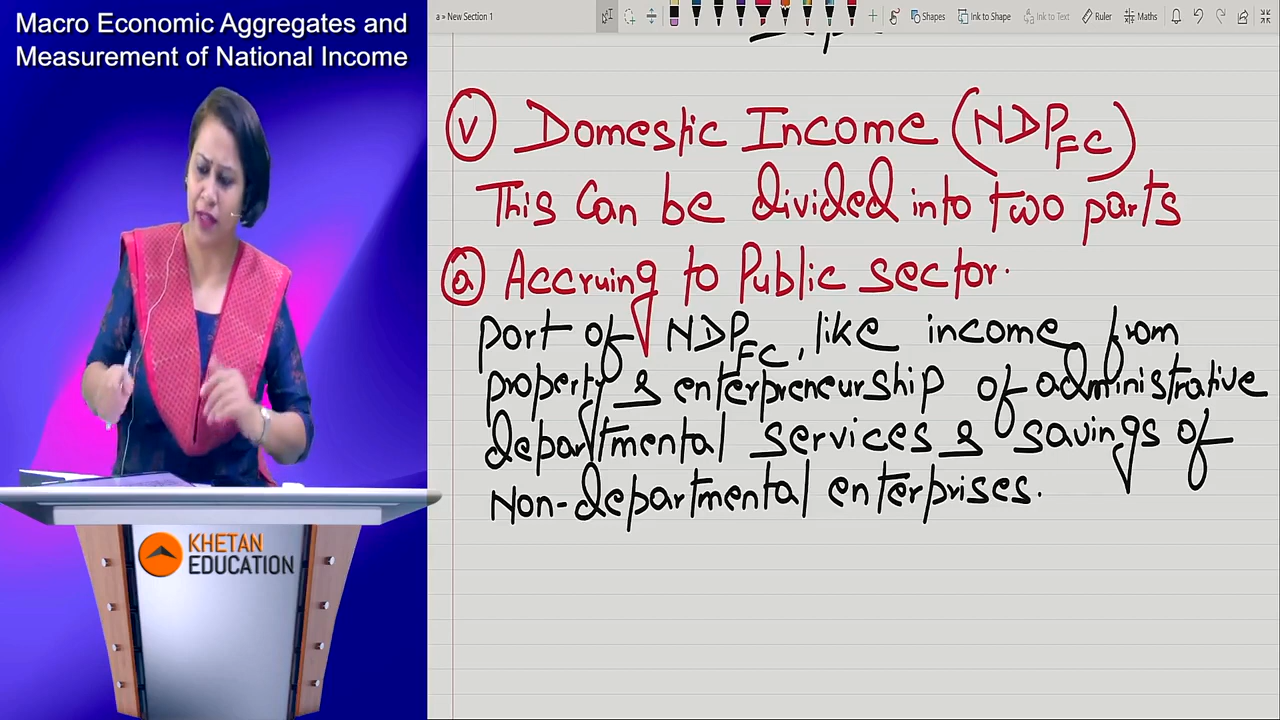 Macro Economic Aggregates and
Measurement of National Income
a » New Section 1
Shapes
Ink to Shape
Ink to Text
Ruler
Maths
(v) Domestic Income (NDPFC)
This Can be divided into two parts
(a) Accruing to Public sector.
part of NDPFC, like income from
property & enterpreneurship of administrative
departmental services & savings of
Non-departmental enterprises.
KHETAN
EDUCATION